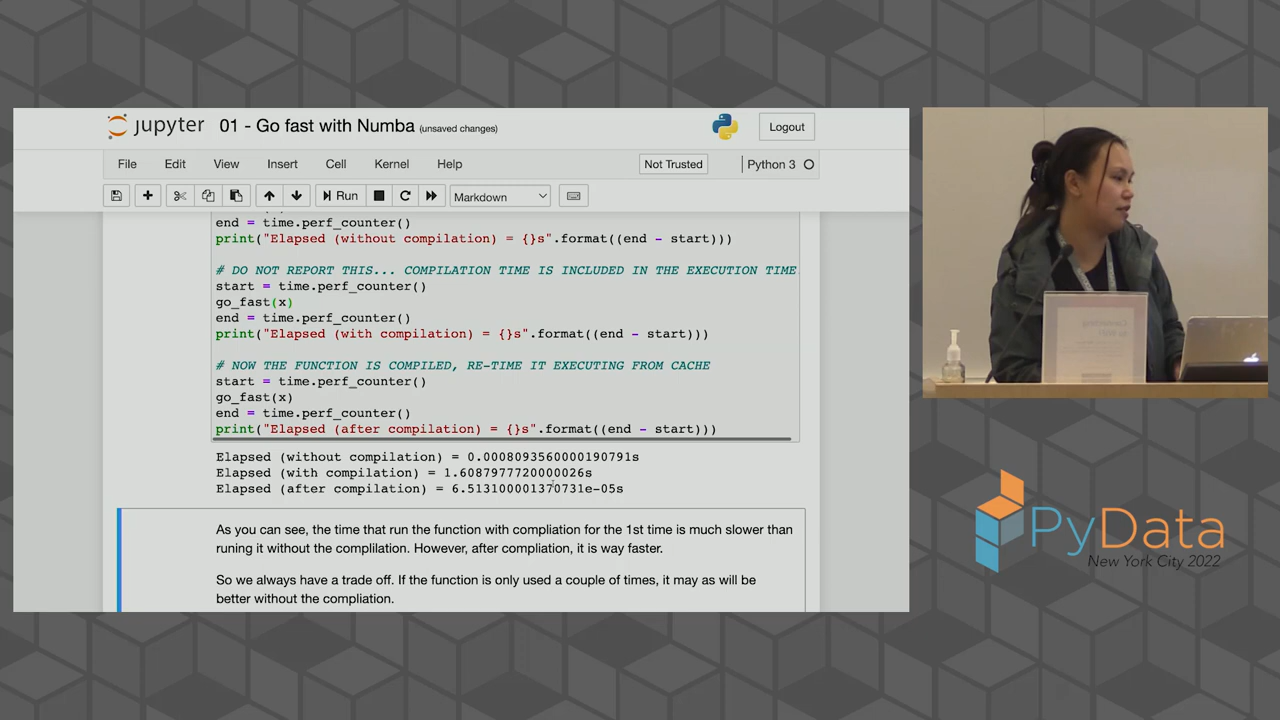 jupyter 01 - Go fast with Numba (unsaved changes) Logout
File Edit View Insert Cell Kernel Help Not Trusted Python 3
Run Markdown
end = time.perf_counter()
print("Elapsed (without compilation) = {}s".format((end - start)))
# DO NOT REPORT THIS... COMPILATION TIME IS INCLUDED IN THE EXECUTION TIME
start = time.perf_counter()
go_fast(x)
end = time.perf_counter()
print("Elapsed (with compilation) = {}s".format((end - start)))
# NOW THE FUNCTION IS COMPILED, RE-TIME IT EXECUTING FROM CACHE
start = time.perf_counter()
go_fast(x)
end = time.perf_counter()
print("Elapsed (after compilation) = {}s".format((end - start)))
Elapsed (without compilation) = 0.0008093560000190791s
Elapsed (with compilation) = 1.6087977720000026s
Elapsed (after compilation) = 6.513100001370731e-05s
As you can see, the time that run the function with compliation for the 1st time is much slower than
runing it without the complilation. However, after compliation, it is way faster.
So we always have a trade off. If the function is only used a couple of times, it may as will be
better without the compliation.
PyData
New York City 2022